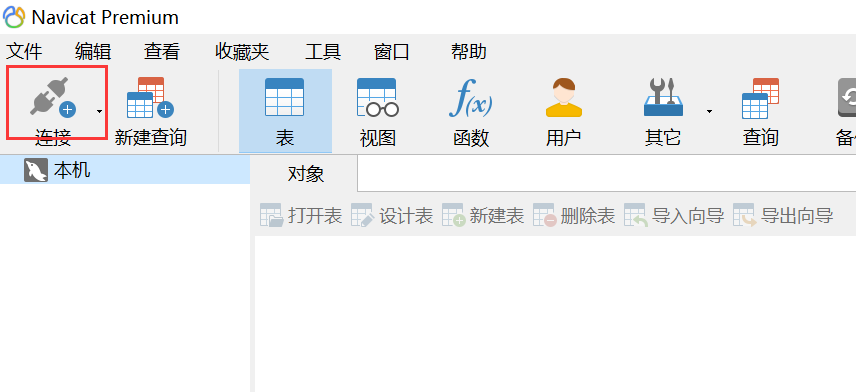 Navicat Premium
文件 编辑 查看 收藏夹 工具 窗口 帮助
f(x)
连接 新建查询 表 视图 函数 用户 其它 查询
本机 对象
打开表 设计表 新建表 删除表 导入向导 导出向导